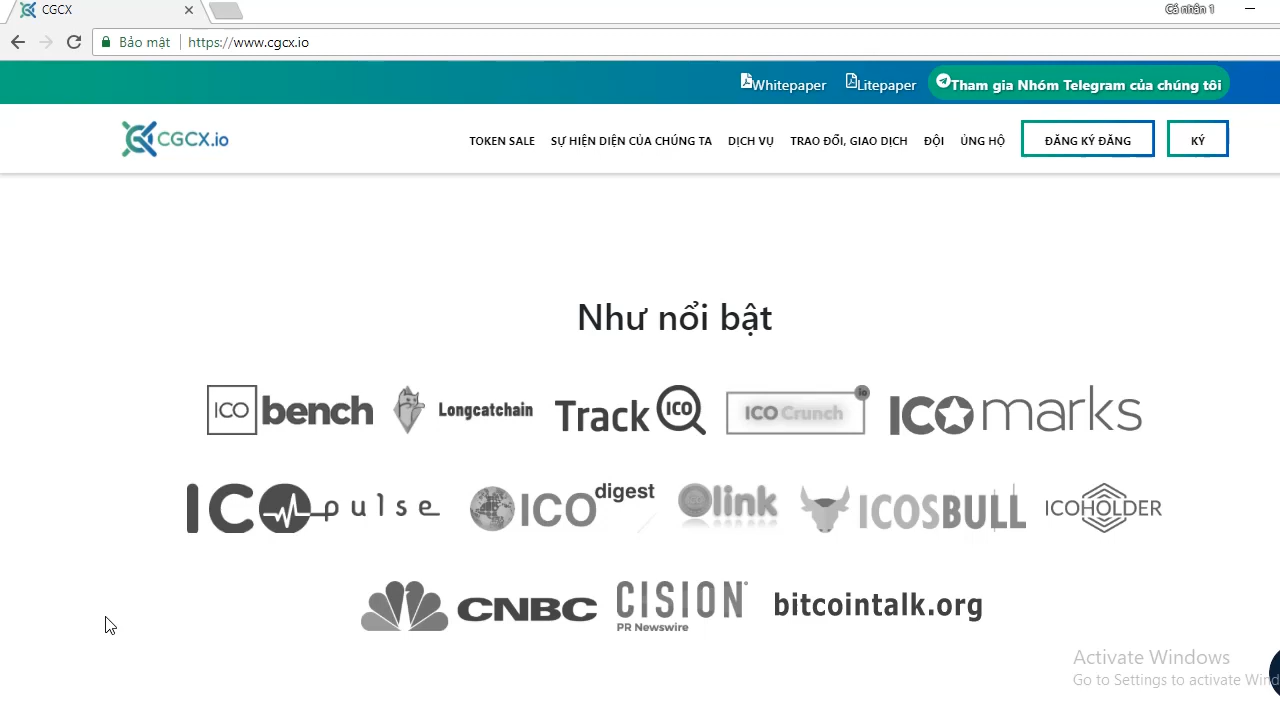 CGCX
Cá nhân 1
Bảo mật
https://www.cgcx.io
Whitepaper
Litepaper
Tham gia Nhóm Telegram của chúng tôi
CGCX.io
TOKEN SALE
SỰ HIỆN DIỆN CỦA CHÚNG TA
DỊCH VỤ
TRAO ĐỔI, GIAO DỊCH
ĐỘI
ỦNG HỘ
ĐĂNG KÝ ĐĂNG
KÝ
Như nổi bật
ICO bench
Longcatchain
Track ICO
ICO Crunch io
ICO marks
ICO pulse
ICO digest
link
ICOSBULL
ICOHOLDER
CNBC
CISION
PR Newswire
bitcointalk.org
Activate Windows
Go to Settings to activate Wind